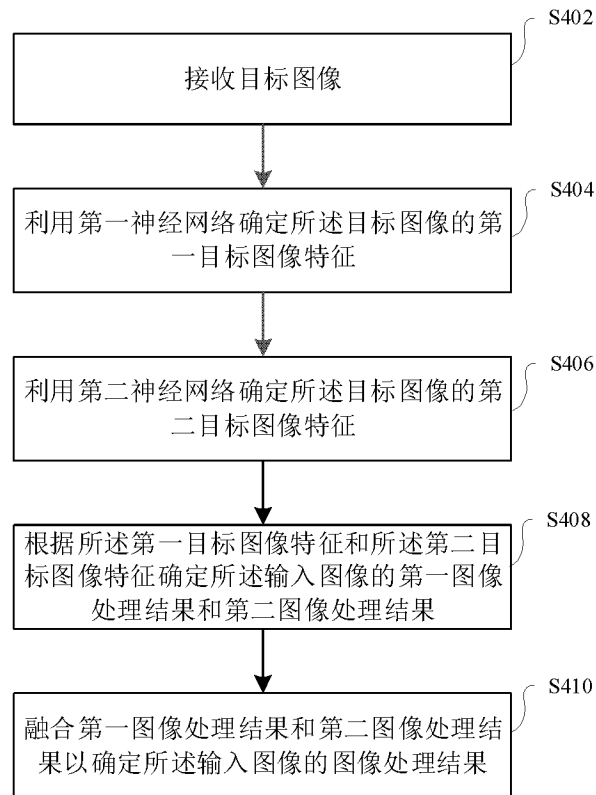 S402
接收目标图像
S404
利用第一神经网络确定所述目标图像的第
一目标图像特征
S406
利用第二神经网络确定所述目标图像的第
二目标图像特征
S408
根据所述第一目标图像特征和所述第二目
标图像特征确定所述输入图像的第一图像
处理结果和第二图像处理结果
S410
融合第一图像处理结果和第二图像处理结
果以确定所述输入图像的图像处理结果